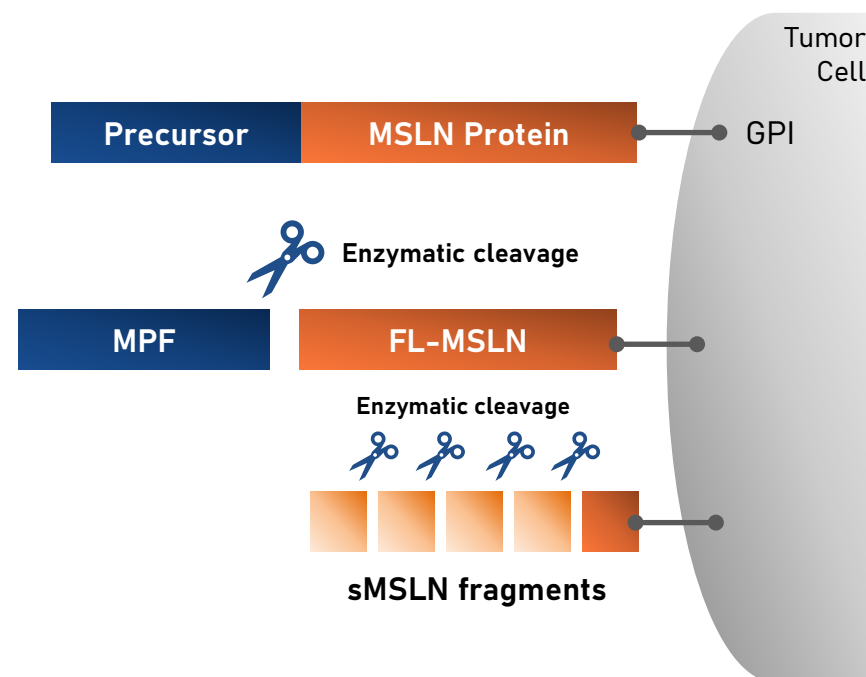 Tumor
Cell
Precursor
MSLN Protein
GPI
Enzymatic cleavage
MPF
FL-MSLN
Enzymatic cleavage
sMSLN fragments